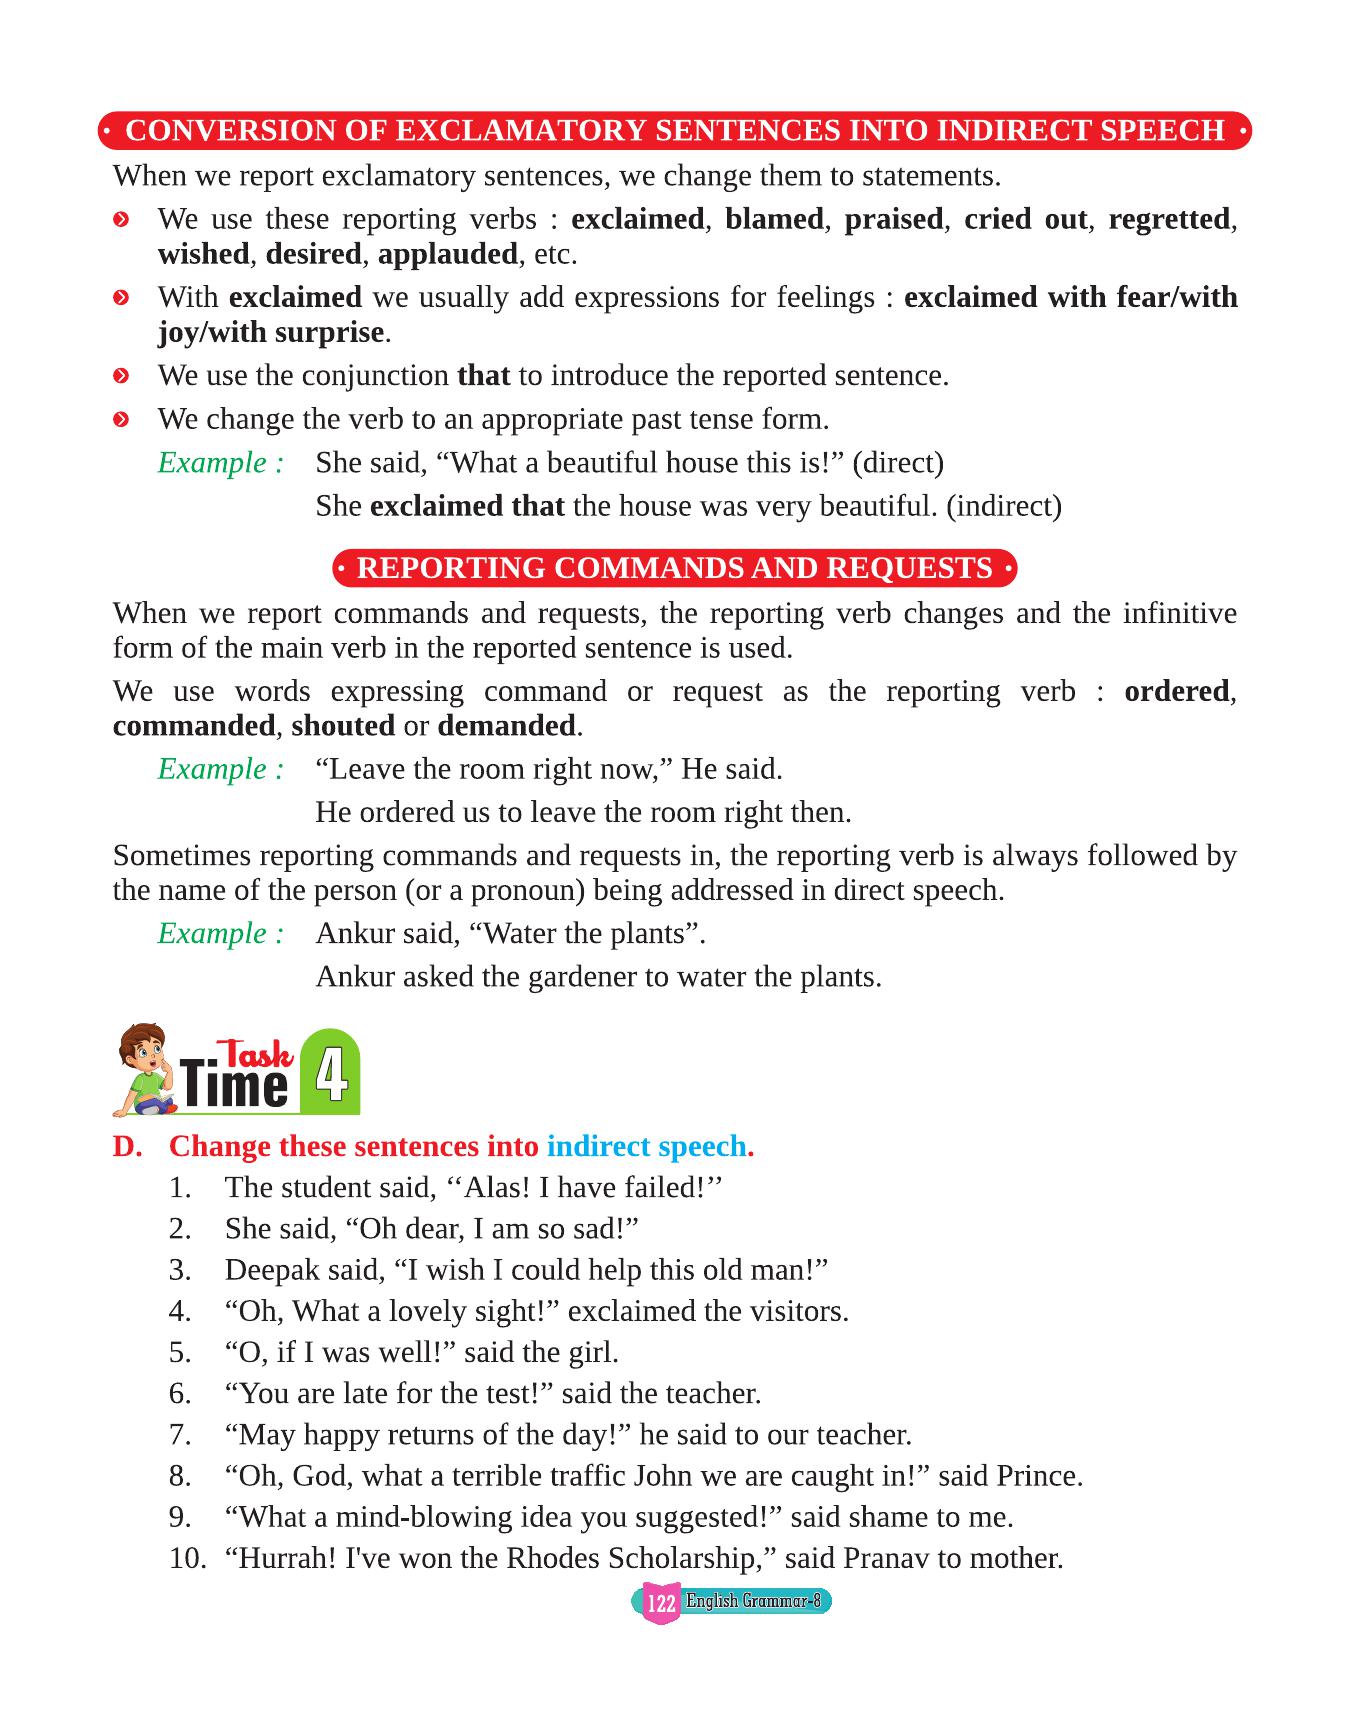 • CONVERSION OF EXCLAMATORY SENTENCES INTO INDIRECT SPEECH •
When we report exclamatory sentences, we change them to statements.
We use these reporting verbs : exclaimed, blamed, praised, cried out, regretted,
wished, desired, applauded, etc.
With exclaimed we usually add expressions for feelings : exclaimed with fear/with
joy/with surprise.
We use the conjunction that to introduce the reported sentence.
We change the verb to an appropriate past tense form.
Example : She said, “What a beautiful house this is!” (direct)
She exclaimed that the house was very beautiful. (indirect)
• REPORTING COMMANDS AND REQUESTS •
When we report commands and requests, the reporting verb changes and the infinitive
form of the main verb in the reported sentence is used.
We use words expressing command or request as the reporting verb : ordered,
commanded, shouted or demanded.
Example : “Leave the room right now,” He said.
He ordered us to leave the room right then.
Sometimes reporting commands and requests in, the reporting verb is always followed by
the name of the person (or a pronoun) being addressed in direct speech.
Example : Ankur said, “Water the plants”.
Ankur asked the gardener to water the plants.
Task
Time 4
D. Change these sentences into indirect speech.
1. The student said, ‘‘Alas! I have failed!’’
2. She said, “Oh dear, I am so sad!”
3. Deepak said, “I wish I could help this old man!”
4. “Oh, What a lovely sight!” exclaimed the visitors.
5. “O, if I was well!” said the girl.
6. “You are late for the test!” said the teacher.
7. “May happy returns of the day!” he said to our teacher.
8. “Oh, God, what a terrible traffic John we are caught in!” said Prince.
9. “What a mind-blowing idea you suggested!” said shame to me.
10. “Hurrah! I've won the Rhodes Scholarship,” said Pranav to mother.
122 English Grammar-8